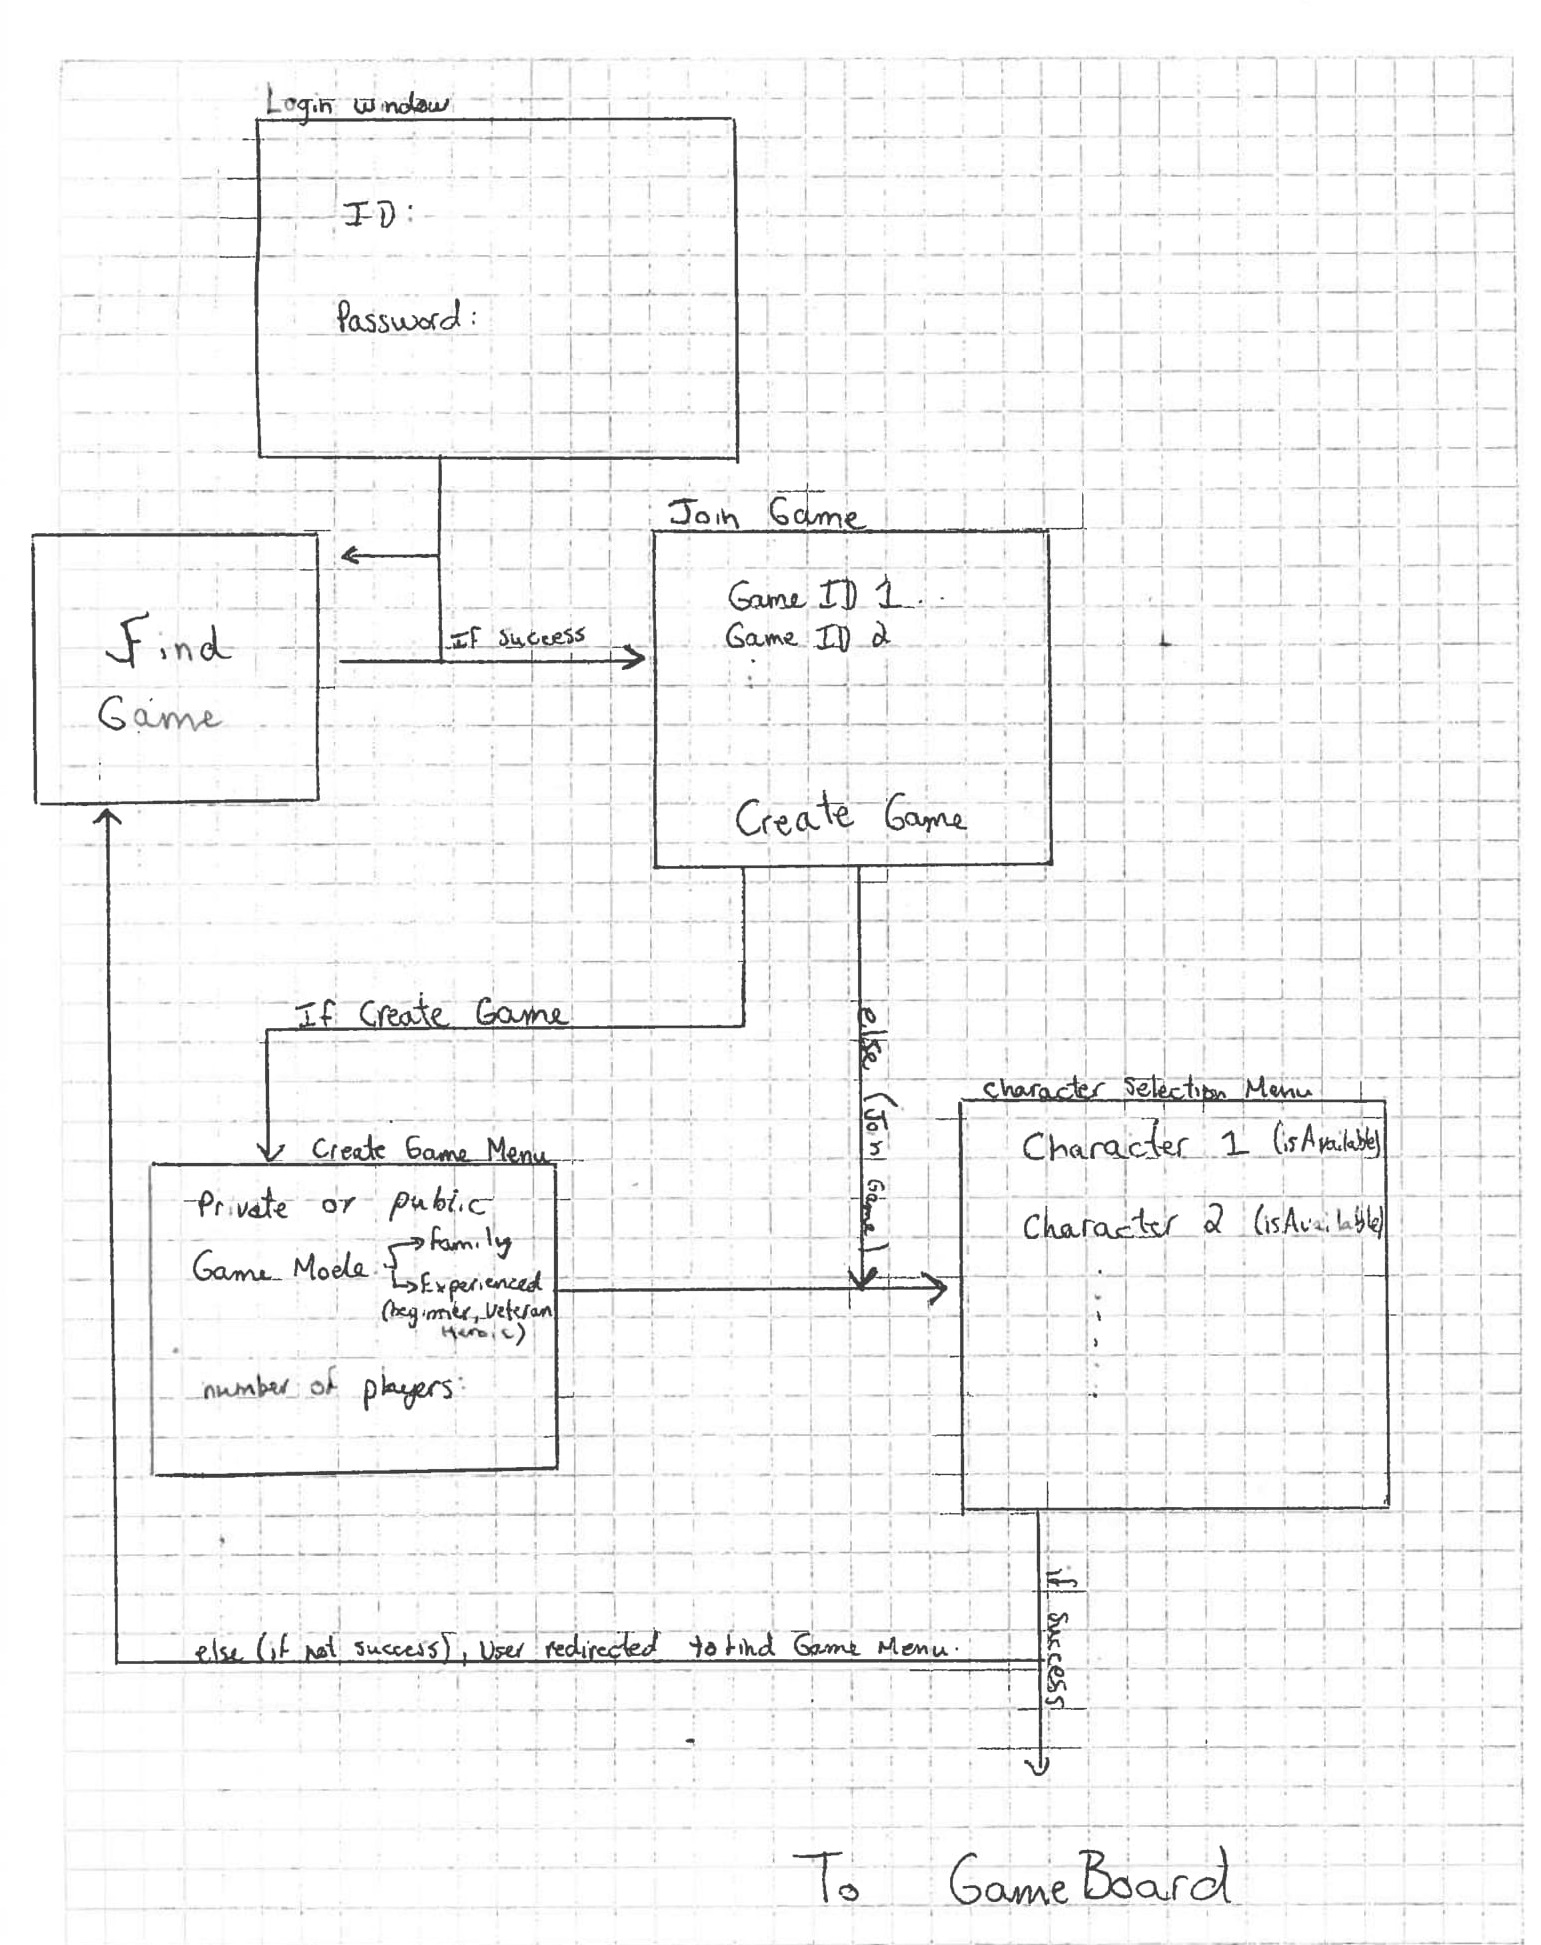 Login window
ID:
Password:
Find
Game
If success
Join Game
Game ID 1...
Game ID 2
Create Game
If Create Game
else (Join Game)
Create Game Menu
Private or public
Game Mode
Family
Experienced
(beginner, Veteran
Heroic)
number of players:
Character Selection Menu
Character 1 (isAvailable)
Character 2 (isAvailable)
if success
else (if not success), User redirected to find Game Menu.
To GameBoard